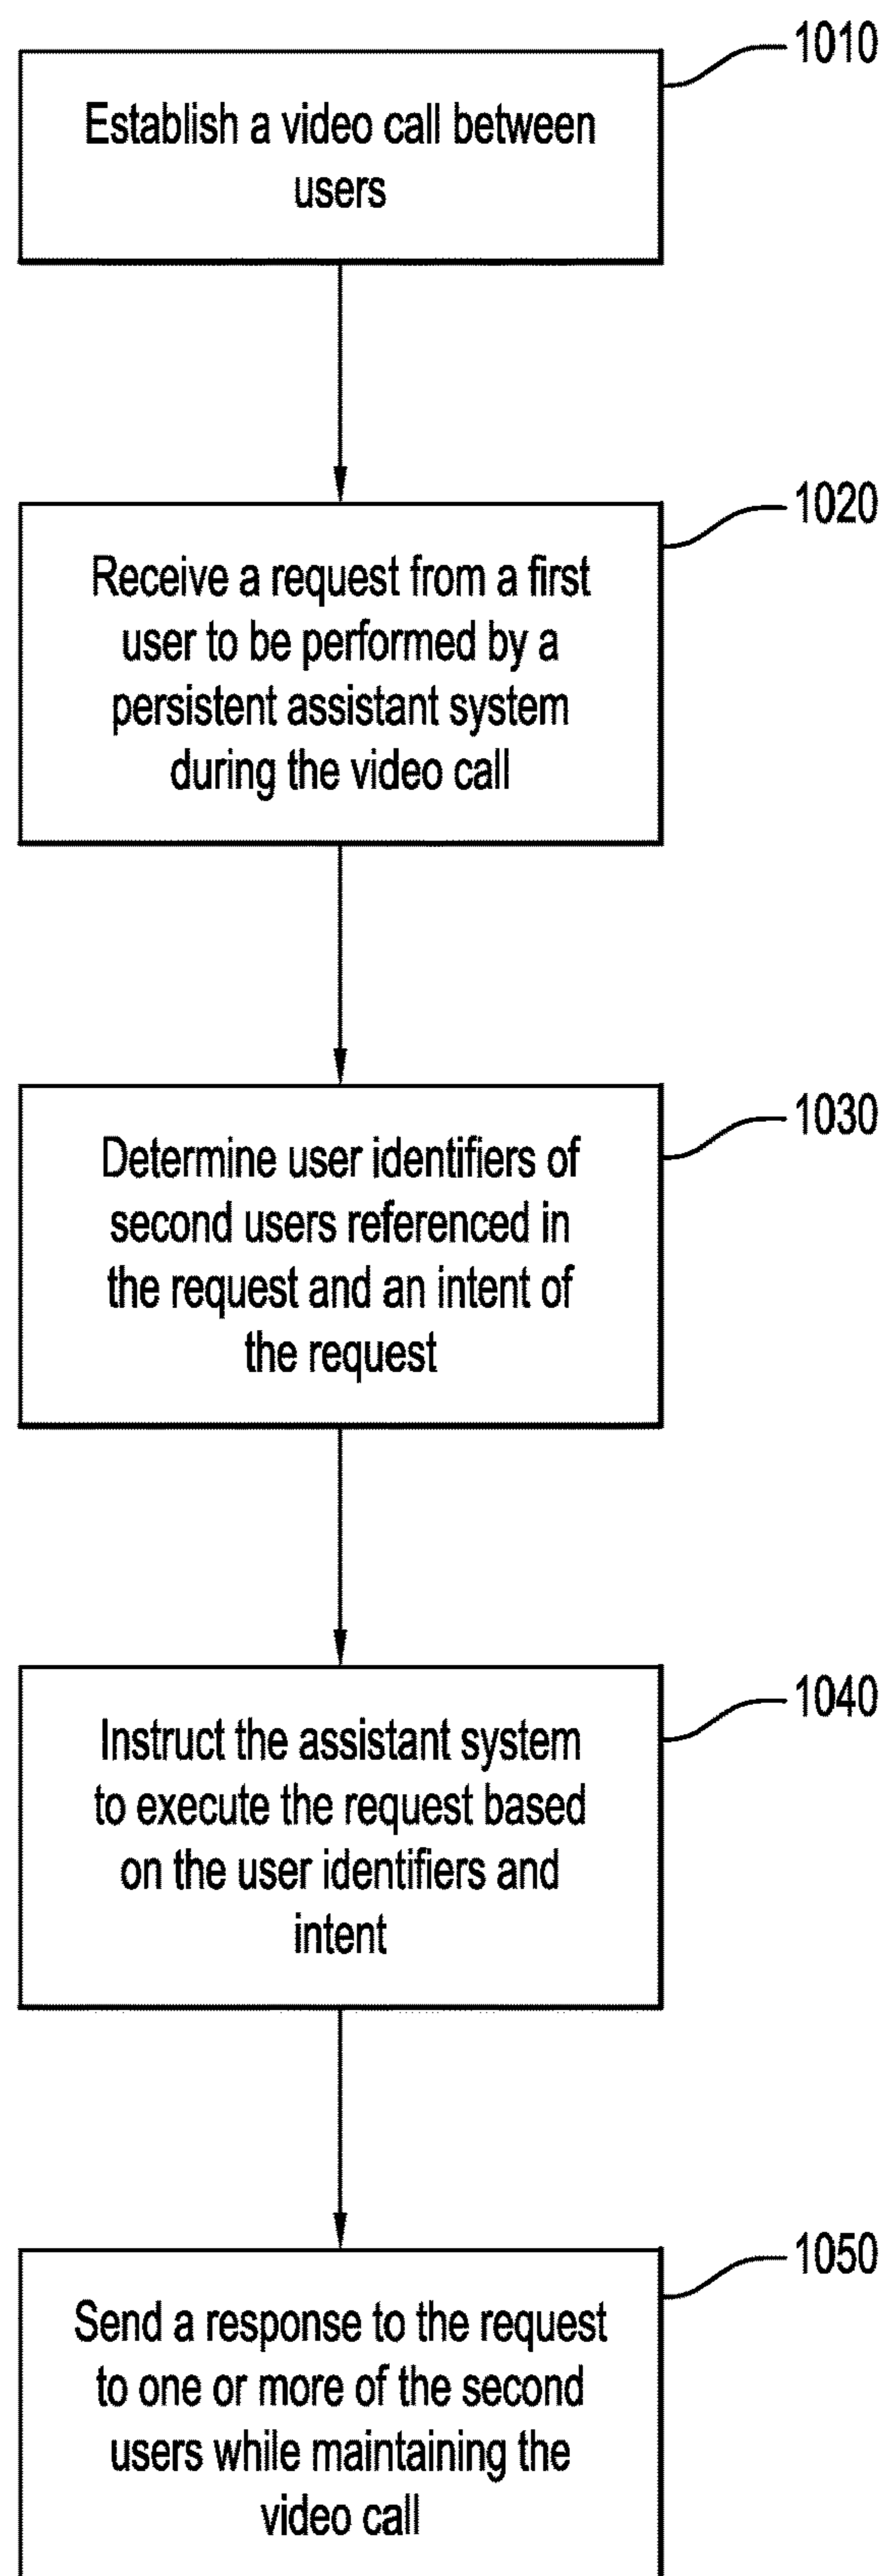 1010
Establish a video call between
users
1020
Receive a request from a first
user to be performed by a
persistent assistant system
during the video call
1030
Determine user identifiers of
second users referenced in
the request and an intent of
the request
1040
Instruct the assistant system
to execute the request based
on the user identifiers and
intent
1050
Send a response to the request
to one or more of the second
users while maintaining the
video call